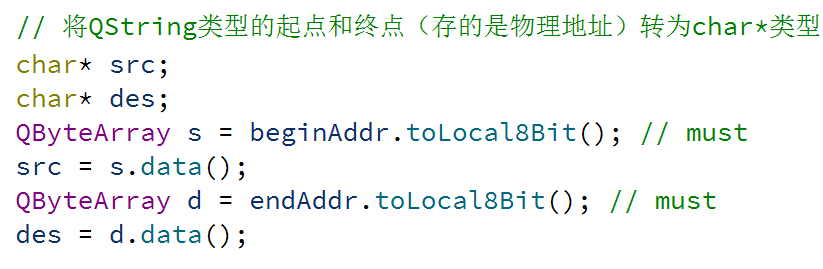 // 将QString类型的起点和终点（存的是物理地址）转为char*类型
char* src;
char* des;
QByteArray s = beginAddr.toLocal8Bit(); // must
src = s.data();
QByteArray d = endAddr.toLocal8Bit(); // must
des = d.data();